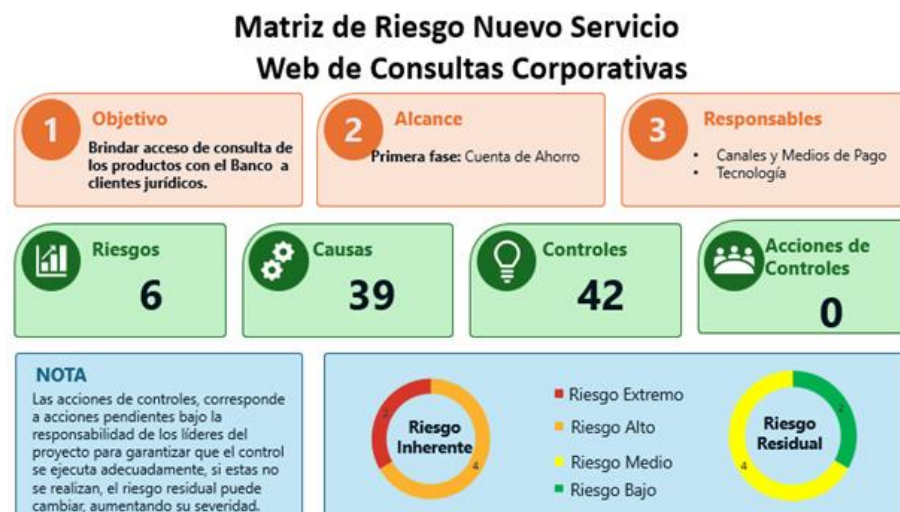 Matriz de Riesgo Nuevo Servicio
Web de Consultas Corporativas
1
Objetivo
Brindar acceso de consulta de
los productos con el Banco a
clientes jurídicos.
2
Alcance
Primera fase: Cuenta de Ahorro
3
Responsables
• Canales y Medios de Pago
• Tecnología
Riesgos
6
Causas
39
Controles
42
Acciones de
Controles
0
NOTA
Las acciones de controles, corresponde
a acciones pendientes bajo la
responsabilidad de los líderes del
proyecto para garantizar que el control
se ejecuta adecuadamente, si estas no
se realizan, el riesgo residual puede
cambiar, aumentando su severidad.
2
Riesgo
Inherente
4
Riesgo Extremo
Riesgo Alto
Riesgo Medio
Riesgo Bajo
2
Riesgo
Residual
4